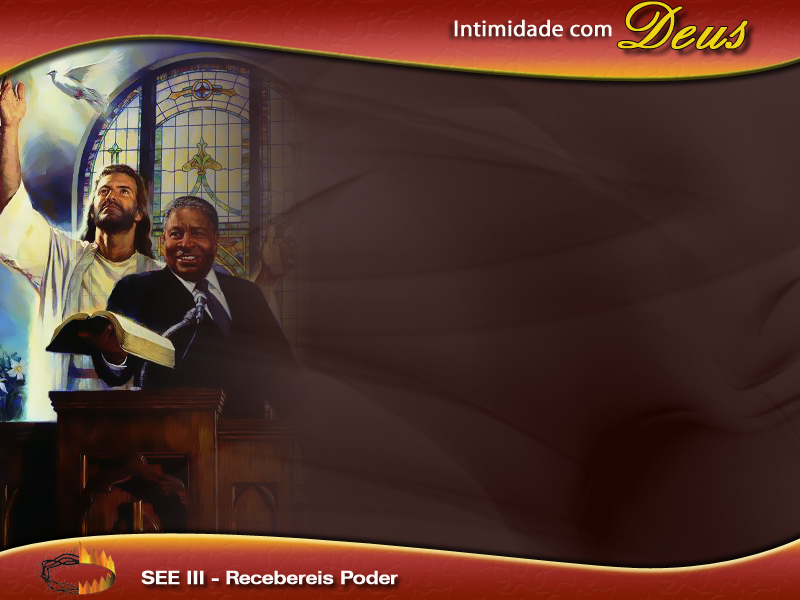 Intimidade com Deus
SEE III - Recebereis Poder